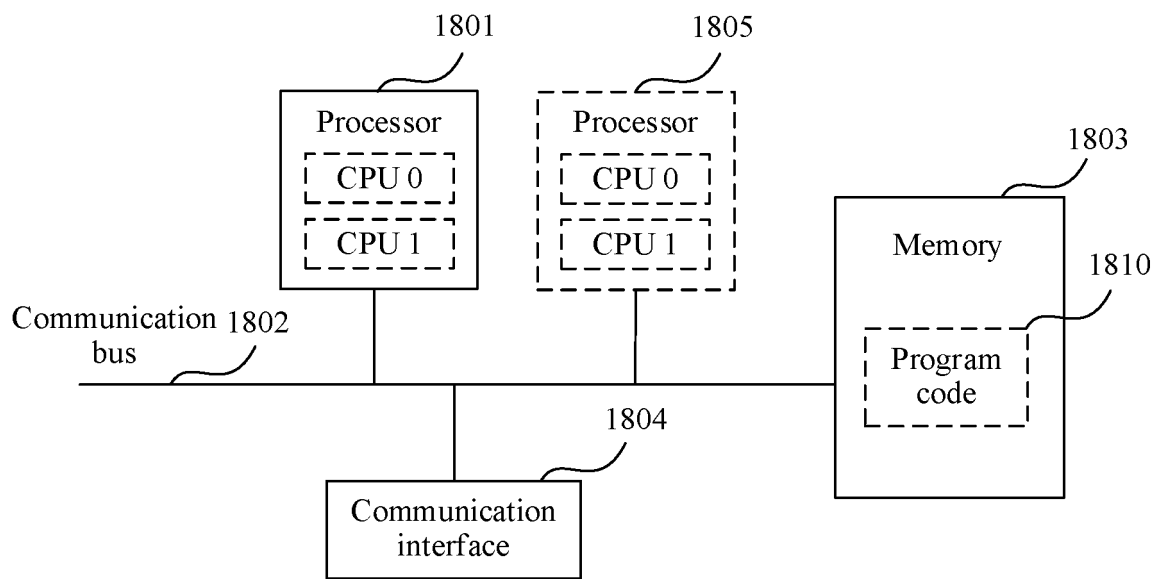 1801
1805
Processor
CPU 0
CPU 1
Processor
CPU 0
CPU 1
1803
Memory
1810
Program
code
Communication
bus
1802
1804
Communication
interface